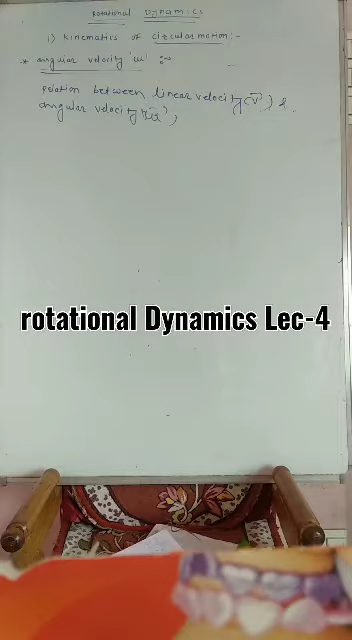 Rotational Dynamics
1) Kinematics of circular motion :-
* angular velocity 'ω' :-
Relation between linear velocity (v⃗) &
angular velocity (ω⃗),
rotational Dynamics Lec-4